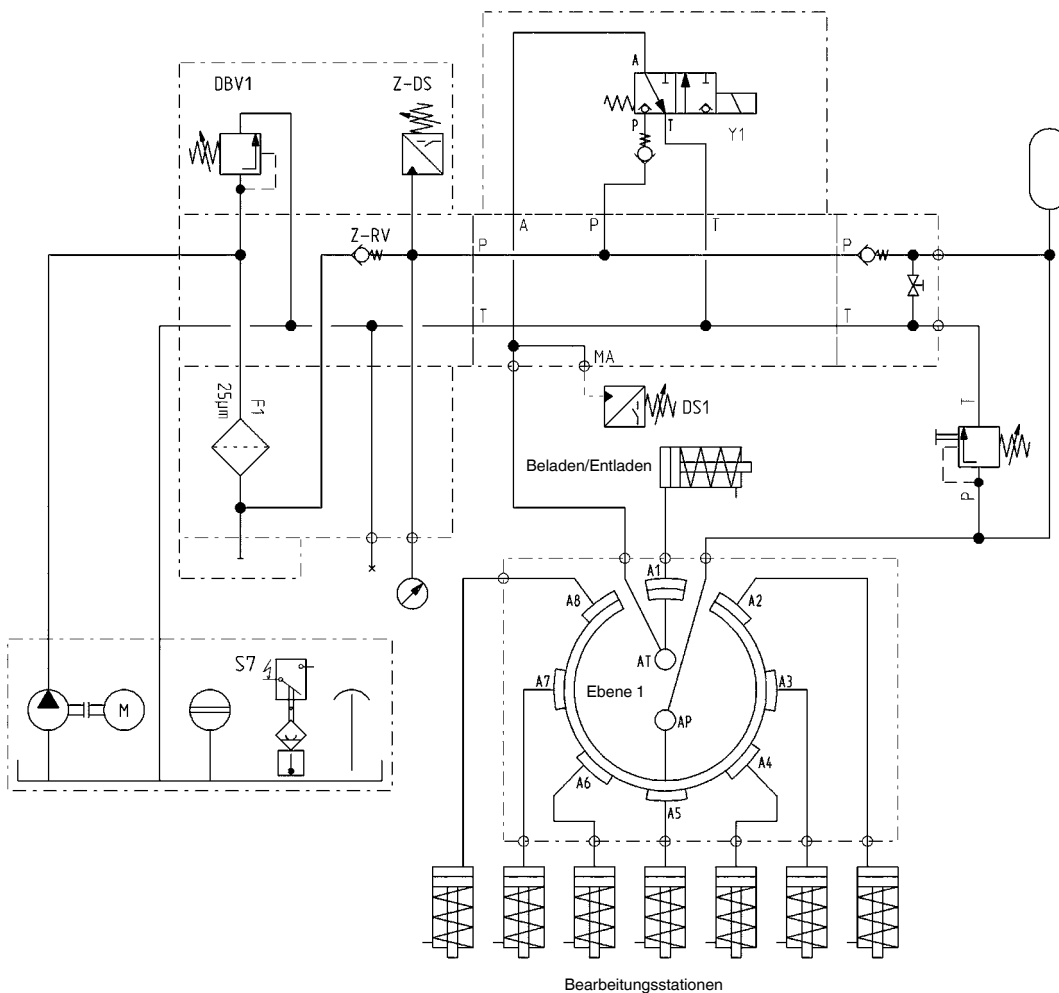 DBV1
Z-DS
A
P
T
Y1
A
P
T
Z-RV
P
P
T
T
MA
DS1
25µm
F1
T
P
Beladen/Entladen
A1
A8
A2
AT
A7
Ebene 1
A3
AP
A6
A4
A5
S7
M
Bearbeitungsstationen